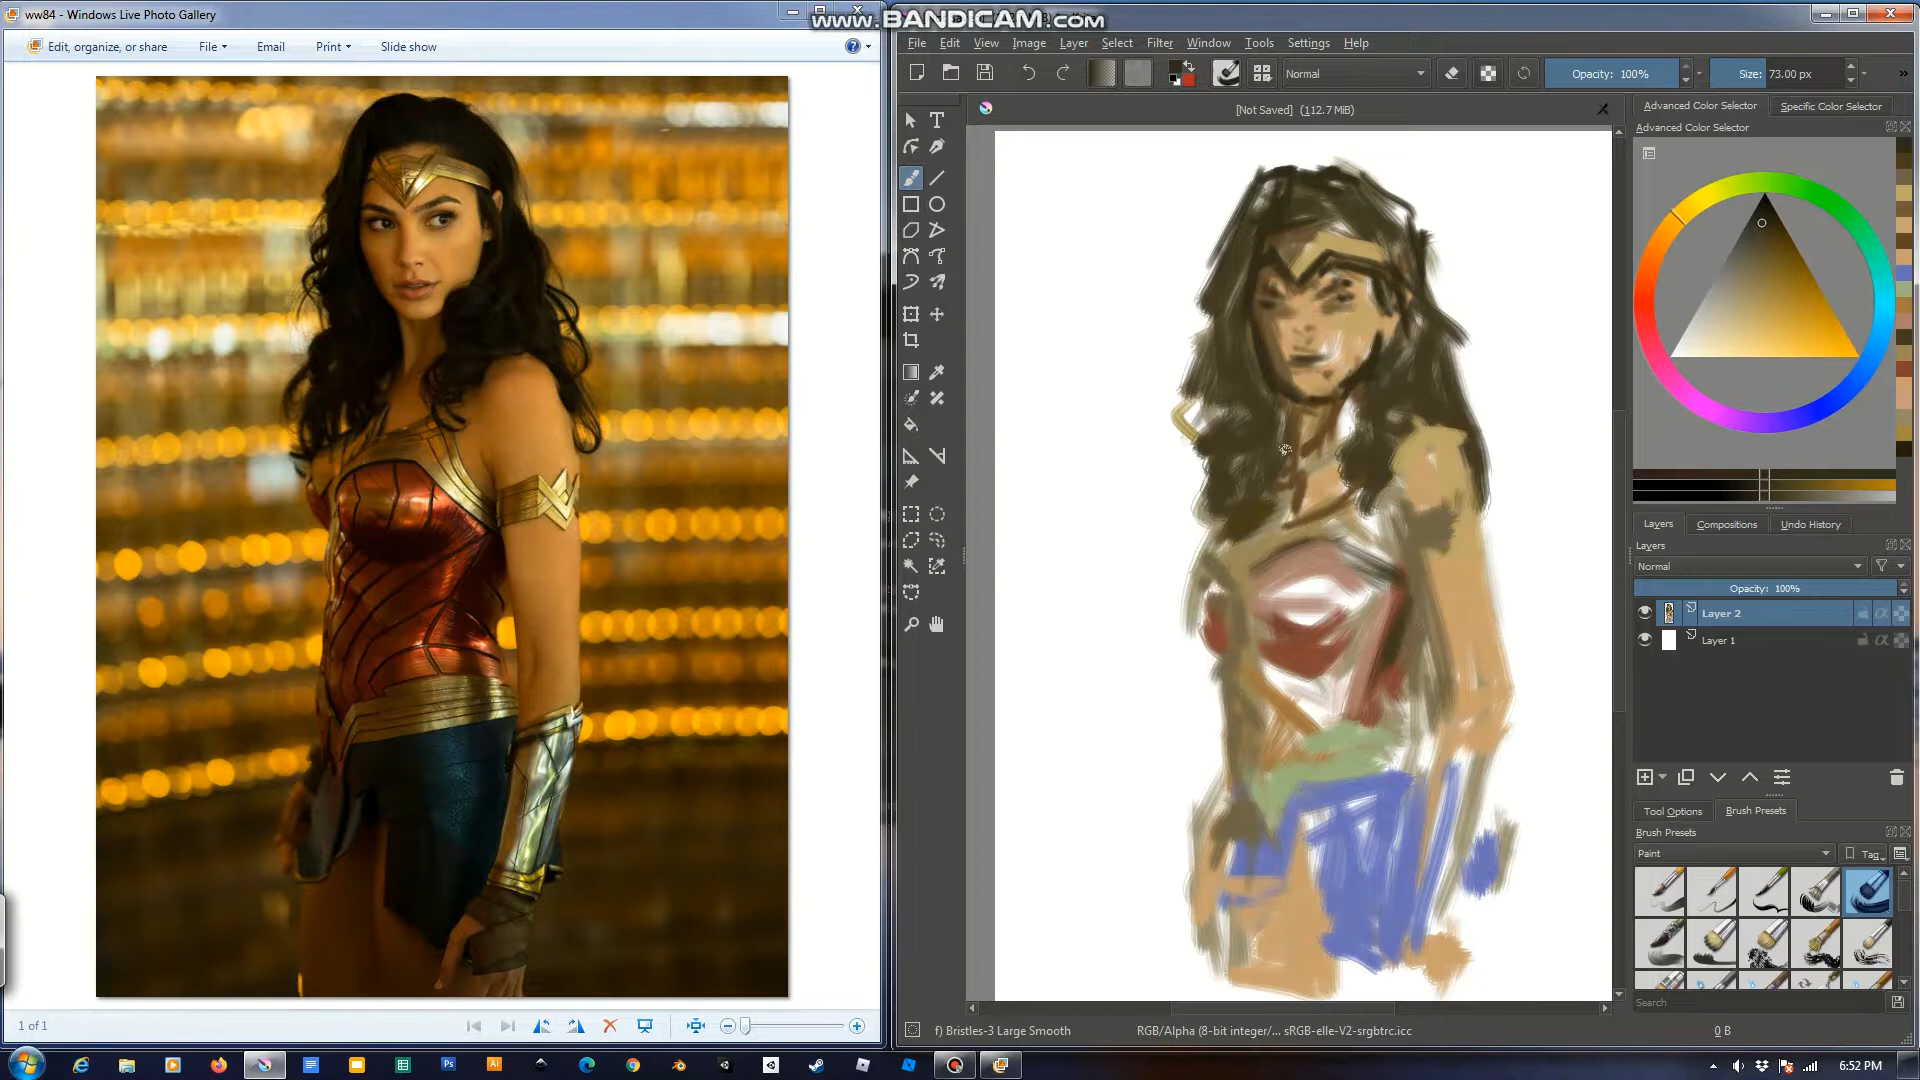 ww84 - Windows Live Photo Gallery
www.BANDICAM.com
Edit, organize, or share
File
Email
Print
Slide show
File
Edit
View
Image
Layer
Select
Filter
Window
Tools
Settings
Help
Normal
Opacity: 100%
Size: 73.00 px
[Not Saved] (112.7 MiB)
Advanced Color Selector
Specific Color Selector
Advanced Color Selector
Layers
Compositions
Undo History
Layers
Normal
Opacity: 100%
Layer 2
Layer 1
Tool Options
Brush Presets
Brush Presets
Paint
Tag
Search
1 of 1
f) Bristles-3 Large Smooth
RGB/Alpha (8-bit integer/... sRGB-elle-V2-srgbtrc.icc
0 B
Ps
Ai
6:52 PM